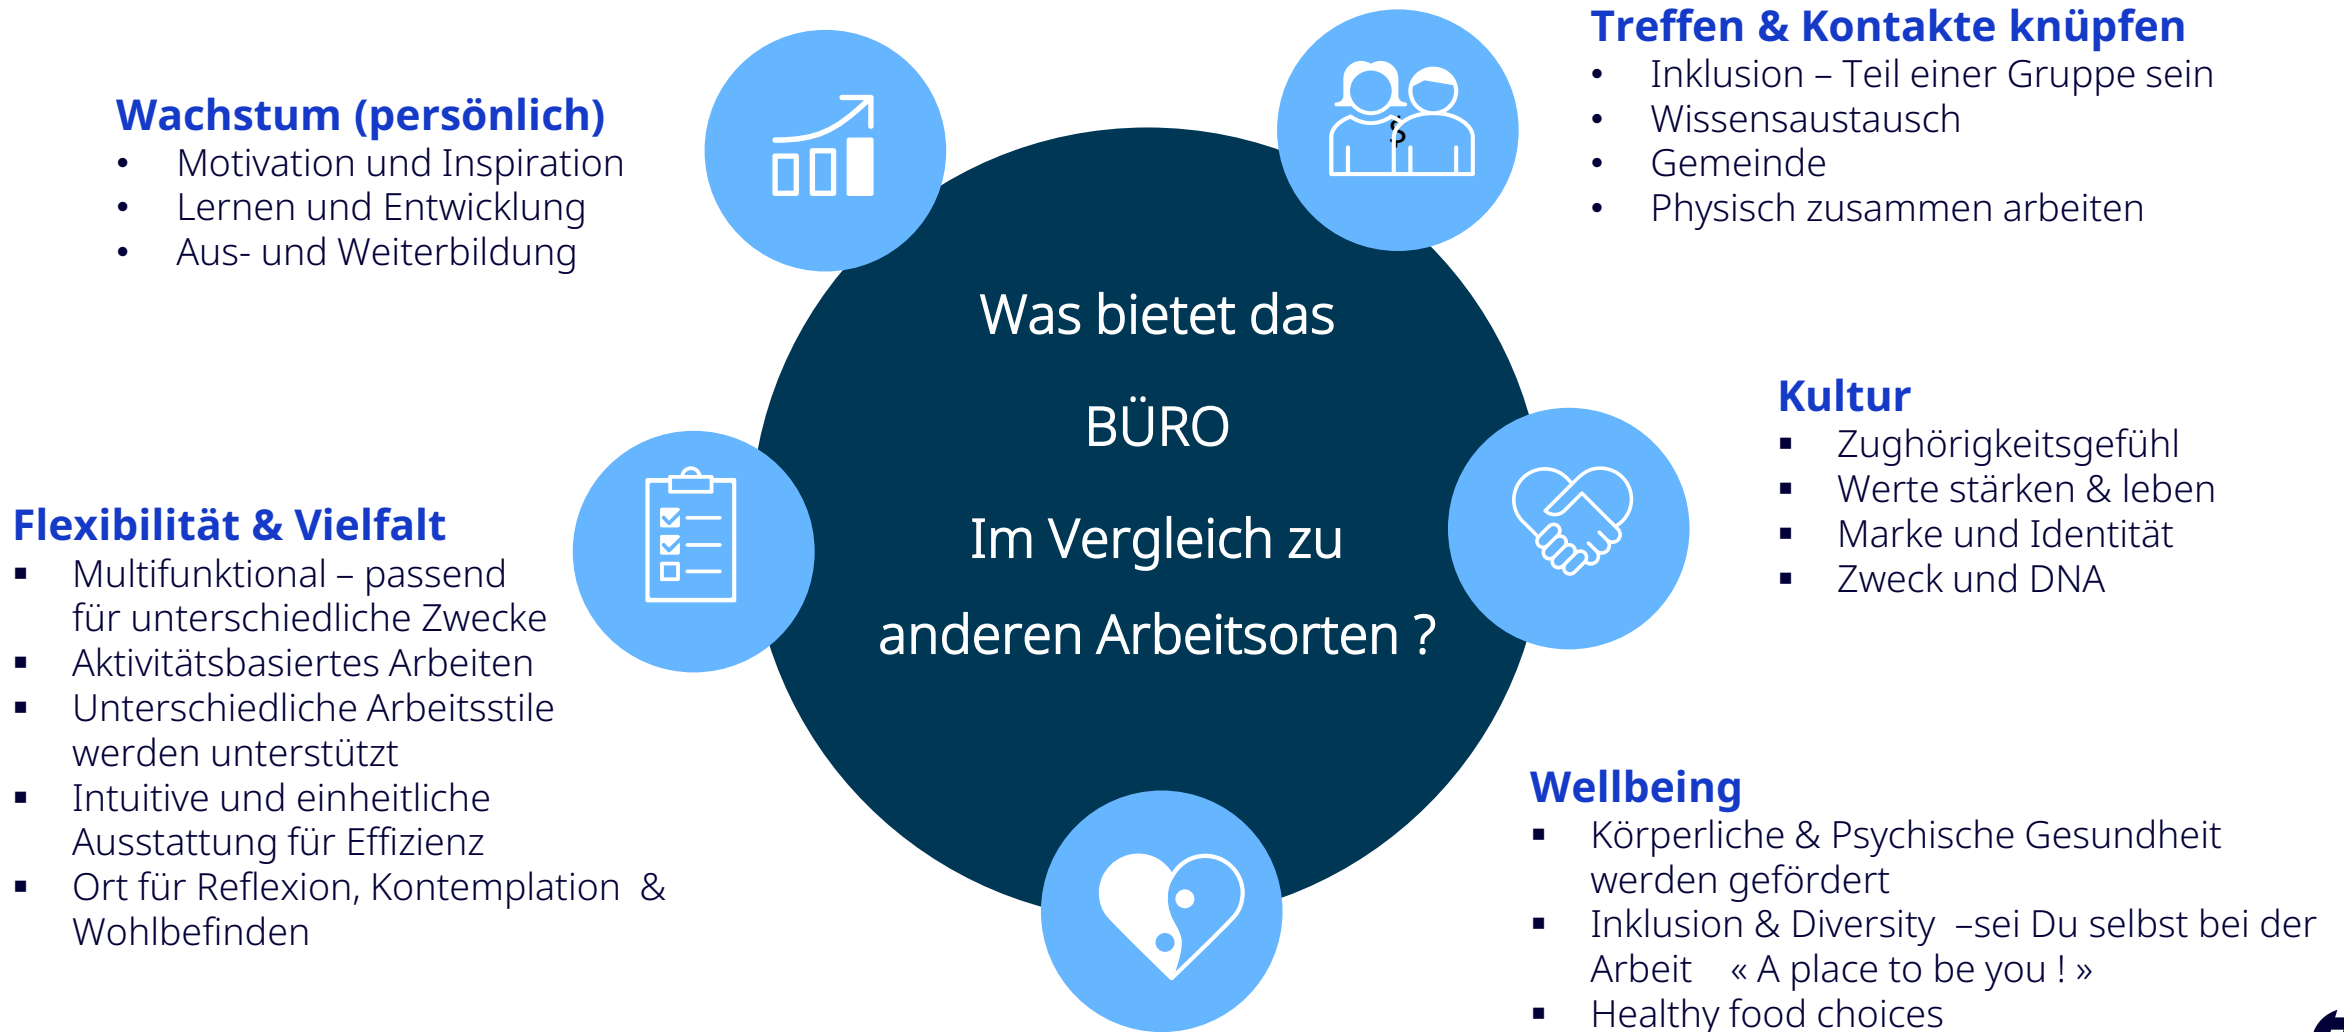 Wachstum (persönlich)
• Motivation und Inspiration
• Lernen und Entwicklung
• Aus- und Weiterbildung
Treffen & Kontakte knüpfen
• Inklusion – Teil einer Gruppe sein
• Wissensaustausch
• Gemeinde
• Physisch zusammen arbeiten
$
Was bietet das
BÜRO
Im Vergleich zu
anderen Arbeitsorten ?
Kultur
▪ Zughörigkeitsgefühl
▪ Werte stärken & leben
▪ Marke und Identität
▪ Zweck und DNA
Flexibilität & Vielfalt
▪ Multifunktional – passend
für unterschiedliche Zwecke
▪ Aktivitätsbasiertes Arbeiten
▪ Unterschiedliche Arbeitsstile
werden unterstützt
▪ Intuitive und einheitliche
Ausstattung für Effizienz
▪ Ort für Reflexion, Kontemplation &
Wohlbefinden
Wellbeing
▪ Körperliche & Psychische Gesundheit
werden gefördert
▪ Inklusion & Diversity –sei Du selbst bei der
Arbeit « A place to be you ! »
▪ Healthy food choices